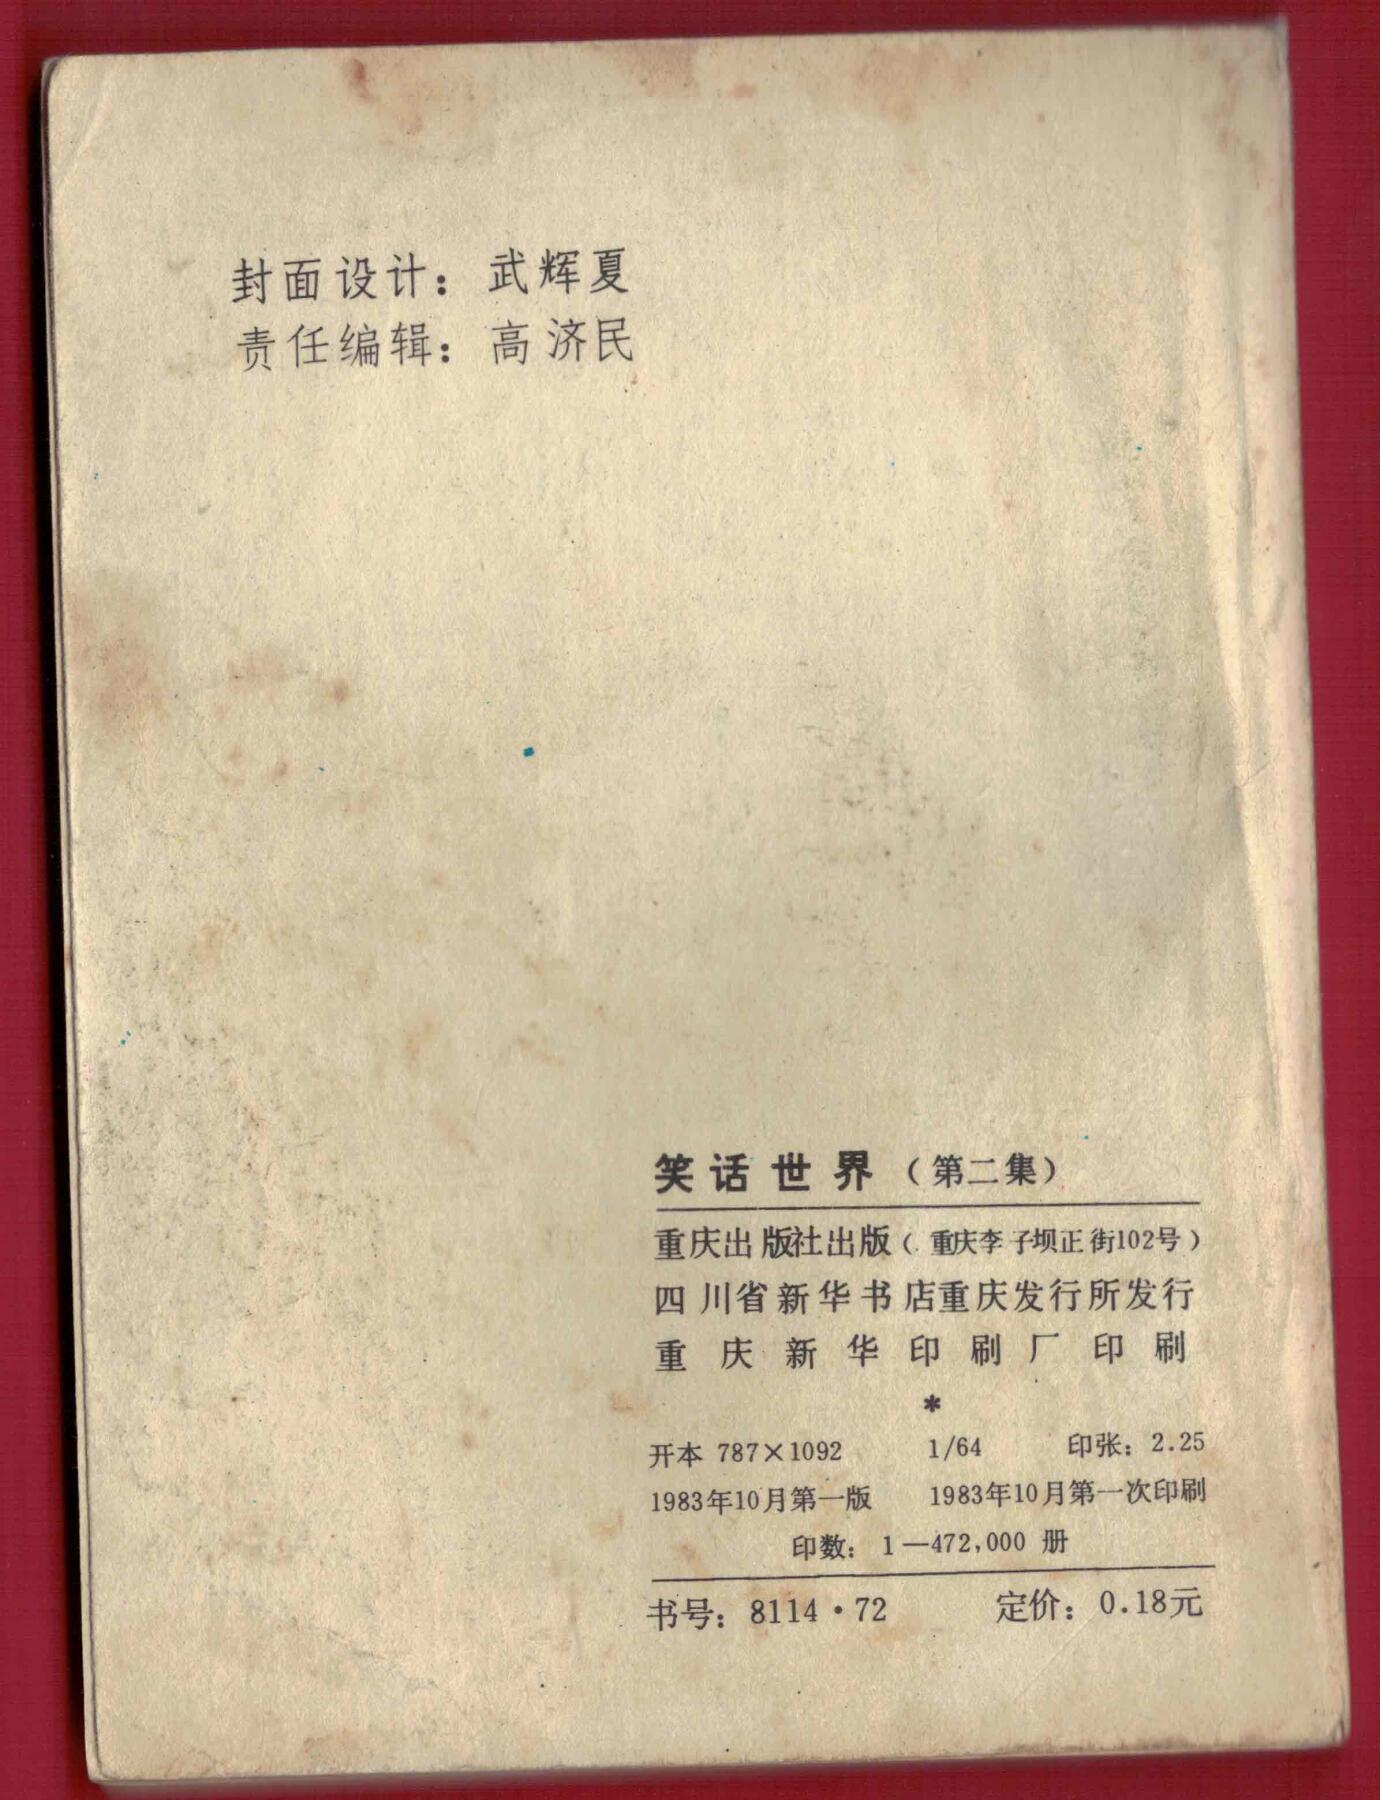 封面设计：武辉夏
责任编辑：高济民
笑话世界（第二集）
重庆出版社出版（重庆李子坝正街102号）
四川省新华书店重庆发行所发行
重庆新华印刷厂印刷
*
开本 787×1092 1/64 印张：2.25
1983年10月第一版 1983年10月第一次印刷
印数：1—472,000 册
书号：8114·72 定价：0.18元